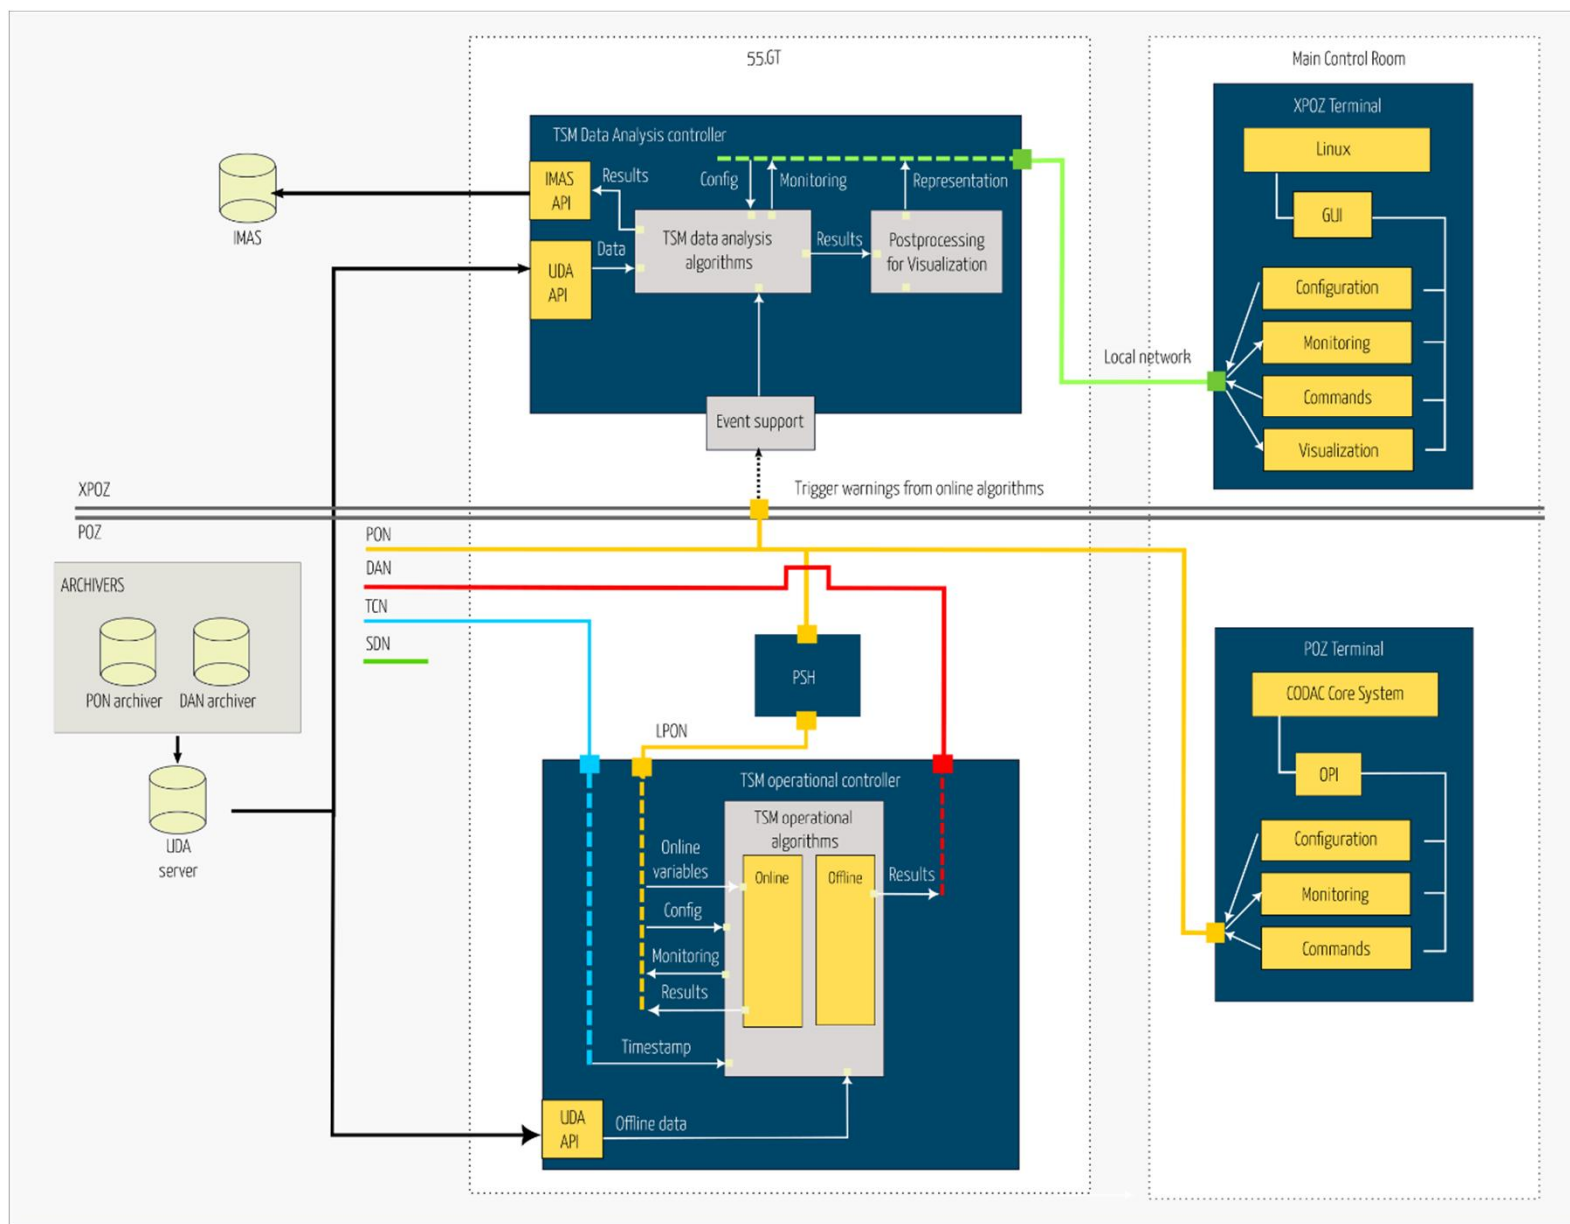 55.GT
Main Control Room
TSM Data Analysis controller
IMAS
API
Results
Config
Monitoring
Representation
UDA
API
Data
TSM data analysis
algorithms
Results
Postprocessing
for Visualization
IMAS
Event support
Trigger warnings from online algorithms
Local network
XPOZ Terminal
Linux
GUI
Configuration
Monitoring
Commands
Visualization
XPOZ
POZ
ARCHIVERS
PON archiver
DAN archiver
UDA
server
PON
DAN
TCN
SDN
PSH
LPON
TSM operational controller
TSM operational
algorithms
Online
Offline
Online
variables
Config
Monitoring
Results
Timestamp
Results
UDA
API
Offline data
POZ Terminal
CODAC Core System
OPI
Configuration
Monitoring
Commands